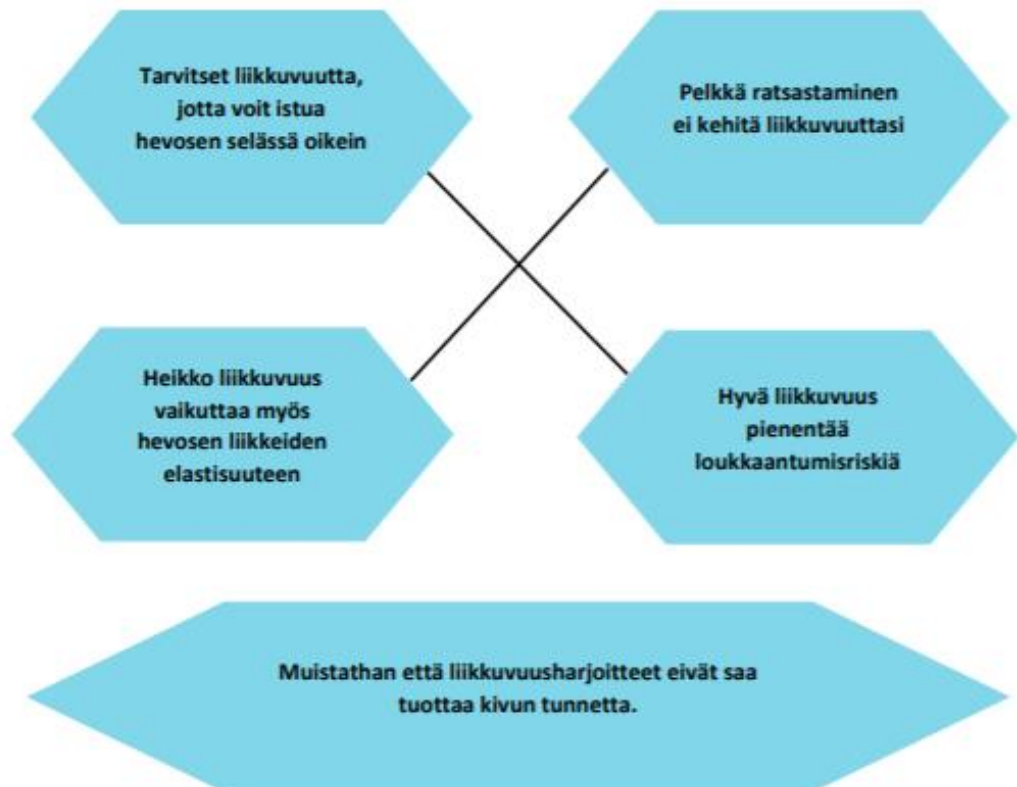 Tarvitset liikkuvuutta,
jotta voit istua
hevosen selässä oikein
Pelkkä ratsastaminen
ei kehitä liikkuvuuttasi
Heikko liikkuvuus
vaikuttaa myös
hevosen liikkeiden
elastisuuteen
Hyvä liikkuvuus
pienentää
loukkaantumisriskiä
Muistathan että liikkuvuusharjoitteet eivät saa
tuottaa kivun tunnetta.